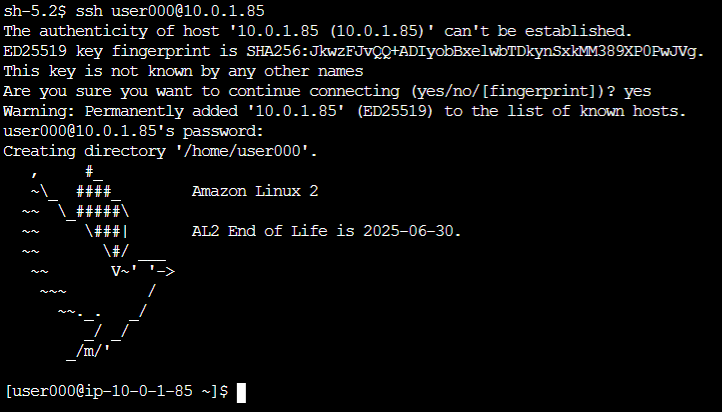 sh-5.2$ ssh user000@10.0.1.85
The authenticity of host '10.0.1.85 (10.0.1.85)' can't be established.
ED25519 key fingerprint is SHA256:JkwzFJvQQ+ADIyobBxelwbTDkynSxkMM389XP0PwJVg.
This key is not known by any other names
Are you sure you want to continue connecting (yes/no/[fingerprint])? yes
Warning: Permanently added '10.0.1.85' (ED25519) to the list of known hosts.
user000@10.0.1.85's password:
Creating directory '/home/user000'.
   ,     #_
   ~\_  ####_        Amazon Linux 2
  ~~  \_#####\
  ~~     \###|       AL2 End of Life is 2025-06-30.
  ~~       \#/ ___
   ~~       V~' '->
    ~~~         /
      ~~._.   _/
         _/ _/
       _/m/'
[user000@ip-10-0-1-85 ~]$